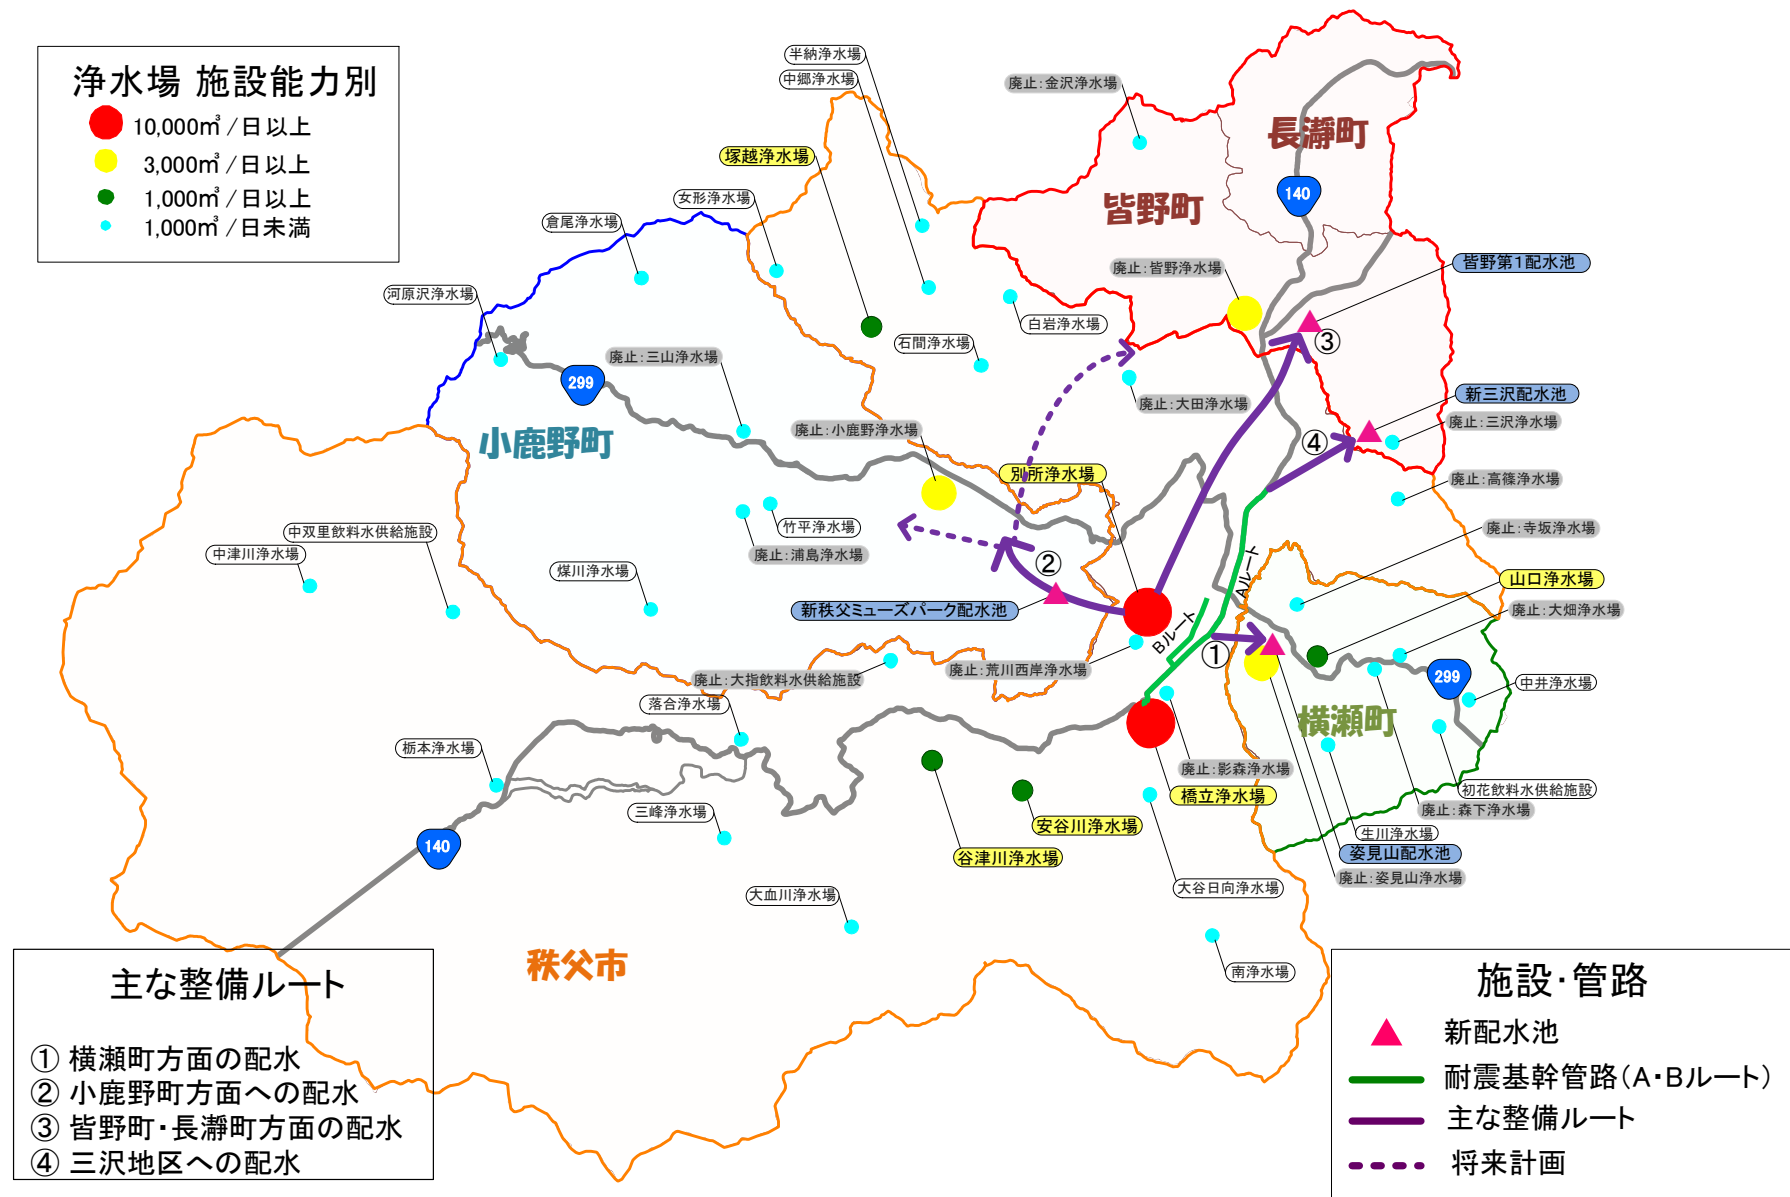 浄水場 施設能力別
10,000㎥/日以上
3,000㎥/日以上
1,000㎥/日以上
1,000㎥/日未満
半納浄水場
中郷浄水場
廃止:金沢浄水場
長瀞町
塚越浄水場
140
皆野町
女形浄水場
倉尾浄水場
廃止:皆野浄水場
皆野第1配水池
河原沢浄水場
白岩浄水場
石間浄水場
③
廃止:三山浄水場
299
廃止:大田浄水場
新三沢配水池
廃止:小鹿野浄水場
廃止:三沢浄水場
小鹿野町
④
別所浄水場
廃止:高篠浄水場
中双里飲料水供給施設
竹平浄水場
廃止:寺坂浄水場
中津川浄水場
廃止:浦島浄水場
煤川浄水場
②
Aルート
山口浄水場
新秩父ミューズパーク配水池
廃止:大畑浄水場
Bルート
①
廃止:荒川西岸浄水場
廃止:大指飲料水供給施設
299
中井浄水場
落合浄水場
横瀬町
栃本浄水場
廃止:影森浄水場
初花飲料水供給施設
橋立浄水場
廃止:森下浄水場
三峰浄水場
安谷川浄水場
生川浄水場
140
谷津川浄水場
姿見山配水池
廃止:姿見山浄水場
大血川浄水場
大谷日向浄水場
秩父市
南浄水場
主な整備ルート
① 横瀬町方面の配水
② 小鹿野町方面への配水
③ 皆野町・長瀞町方面の配水
④ 三沢地区への配水
施設・管路
新配水池
耐震基幹管路(A・Bルート)
主な整備ルート
将来計画